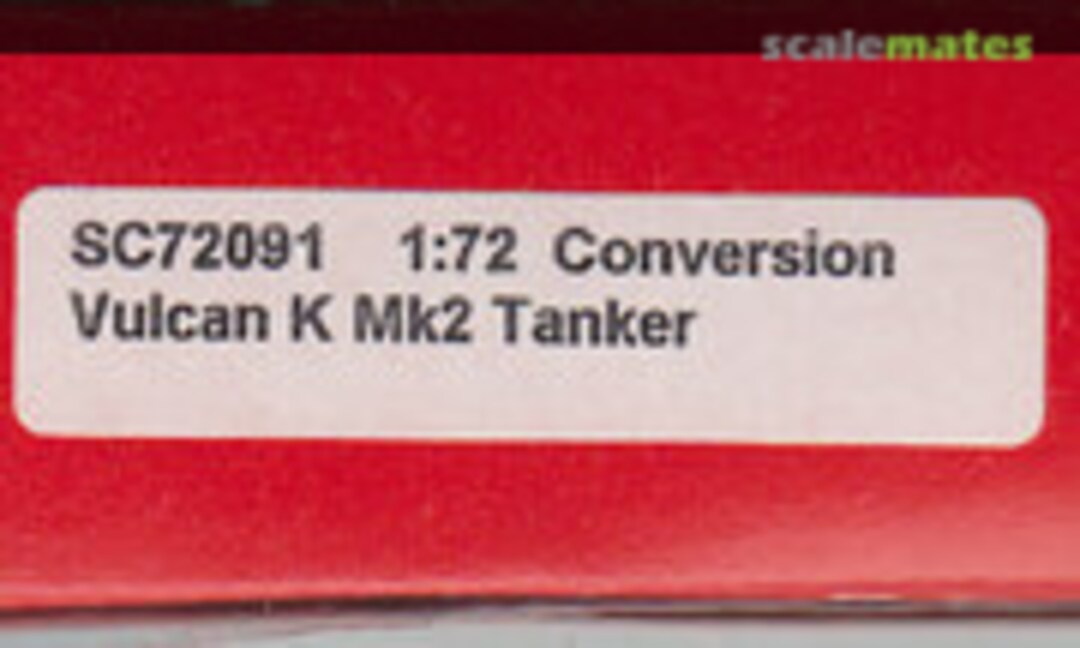 scalemates
SC72091 1:72 Conversion
Vulcan K Mk2 Tanker